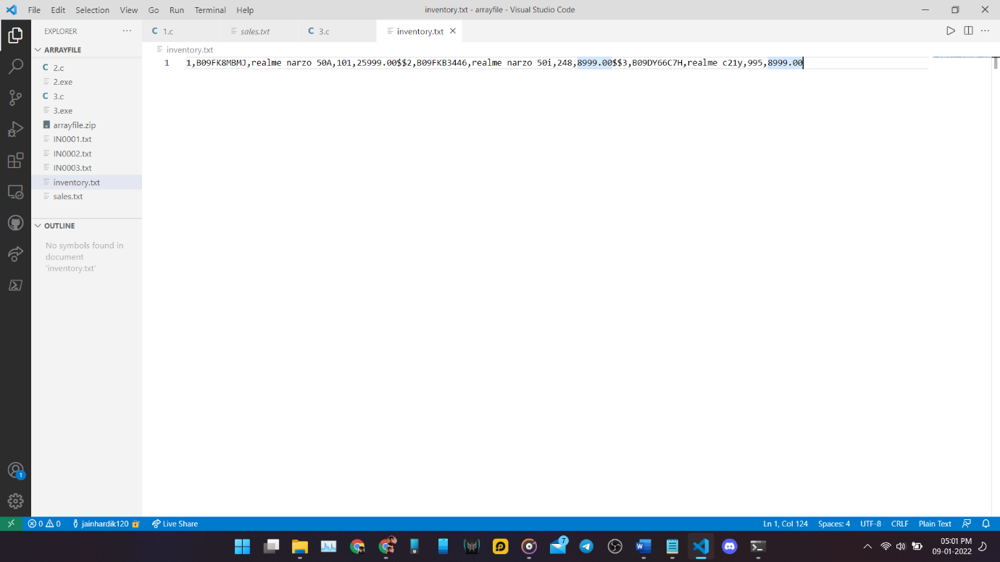 File Edit Selection View Go Run Terminal Help inventory.txt - arrayfile - Visual Studio Code
EXPLORER
1.c sales.txt 3.c inventory.txt
ARRAYFILE
2.c
2.exe
3.c
3.exe
arrayfile.zip
IN0001.txt
IN0002.txt
IN0003.txt
inventory.txt
sales.txt
OUTLINE
No symbols found in
document
'inventory.txt'
inventory.txt
1 1,B09FK8MBMJ,realme narzo 50A,101,25999.00$$2,B09FKB3446,realme narzo 50i,248,8999.00$$3,B09DY66C7H,realme c21y,995,8999.00
1
0 0 jainhardik120 Live Share Ln 1, Col 124 Spaces: 4 UTF-8 CRLF Plain Text
7
05:01 PM
09-01-2022